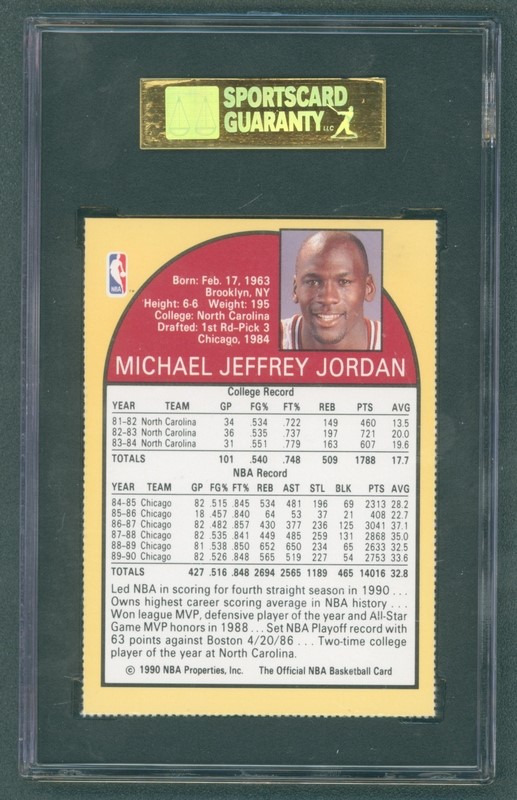 SPORTSCARD
GUARANTY LLC
NBA
Born: Feb. 17, 1963
Brooklyn, NY
Height: 6-6 Weight: 195
College: North Carolina
Drafted: 1st Rd-Pick 3
Chicago, 1984
MICHAEL JEFFREY JORDAN
College Record
YEAR TEAM GP FG% FT% REB PTS AVG
81-82 North Carolina 34 .534 .722 149 460 13.5
82-83 North Carolina 36 .535 .737 197 721 20.0
83-84 North Carolina 31 .551 .779 163 607 19.6
TOTALS 101 .540 .748 509 1788 17.7
NBA Record
YEAR TEAM GP FG% FT% REB AST STL BLK PTS AVG
84-85 Chicago 82 .515 .845 534 481 196 69 2313 28.2
85-86 Chicago 18 .457 .840 64 53 37 21 408 22.7
86-87 Chicago 82 .482 .857 430 377 236 125 3041 37.1
87-88 Chicago 82 .535 .841 449 485 259 131 2868 35.0
88-89 Chicago 81 .538 .850 652 650 234 65 2633 32.5
89-90 Chicago 82 .526 .848 565 519 227 54 2753 33.6
TOTALS 427 .516 .848 2694 2565 1189 465 14016 32.8
Led NBA in scoring for fourth straight season in 1990 . . .
Owns highest career scoring average in NBA history . . .
Won league MVP, defensive player of the year and All-Star
Game MVP honors in 1988 . . . Set NBA Playoff record with
63 points against Boston 4/20/86 . . . Two-time college
player of the year at North Carolina.
© 1990 NBA Properties, Inc. The Official NBA Basketball Card